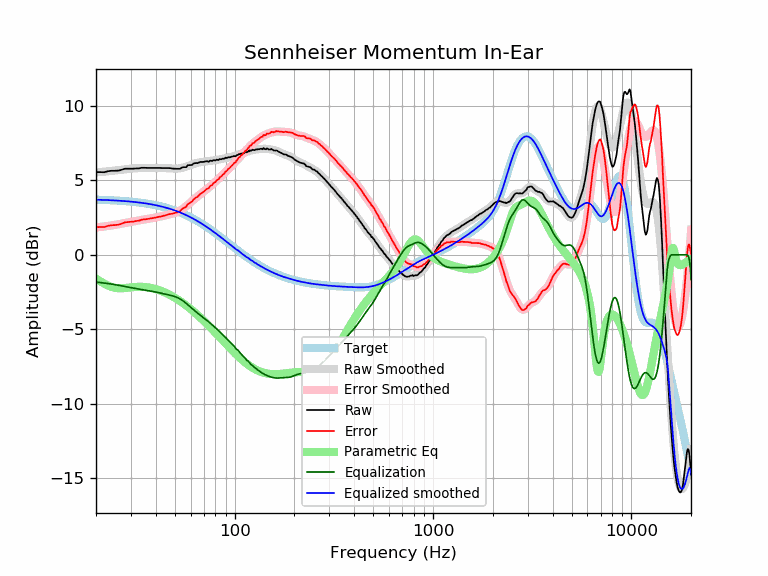 Sennheiser Momentum In-Ear
Amplitude (dBr)
10
5
0
−5
−10
−15
Target
Raw Smoothed
Error Smoothed
Raw
Error
Parametric Eq
Equalization
Equalized smoothed
100
1000
10000
Frequency (Hz)